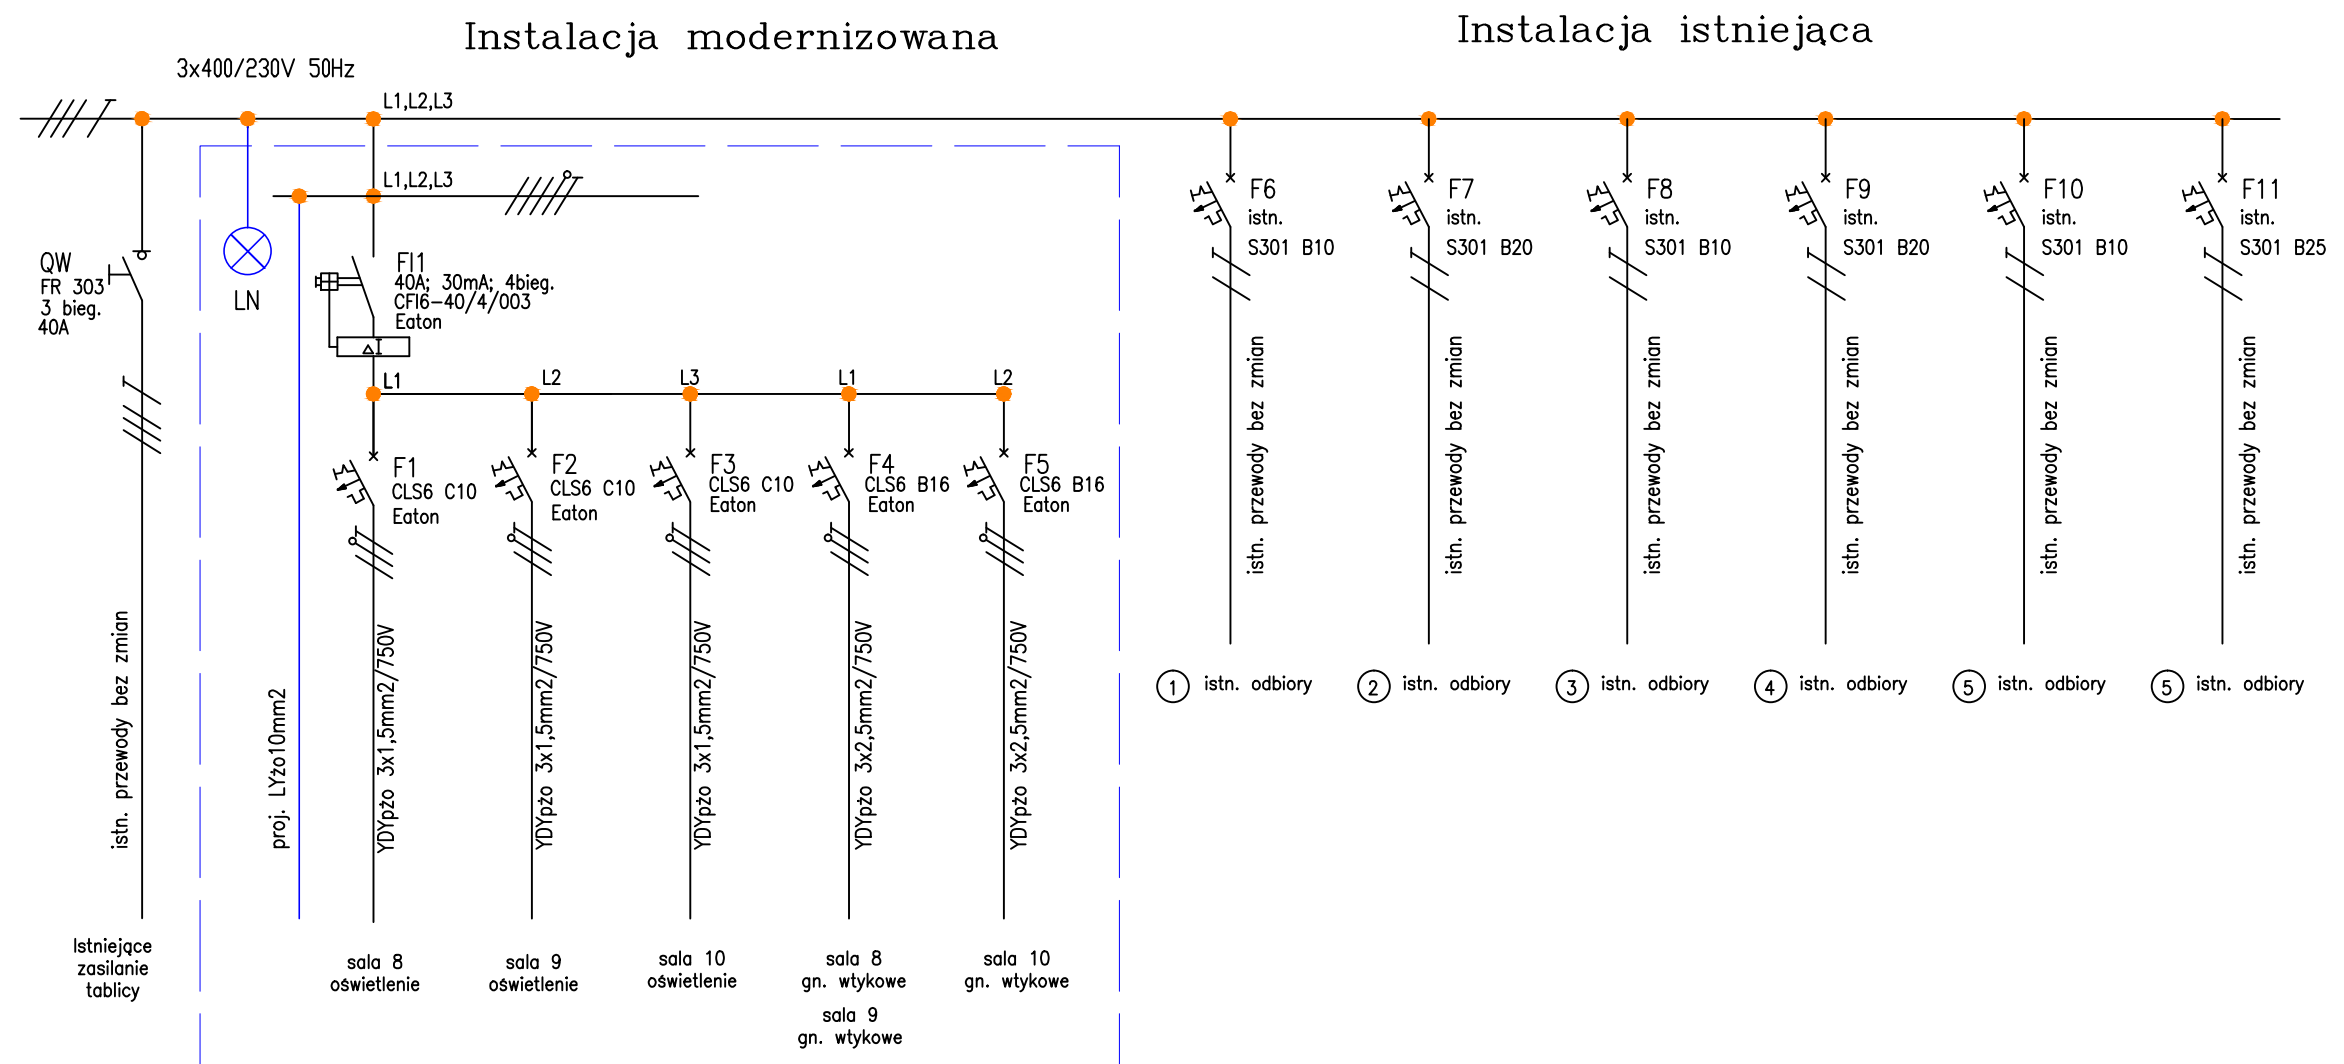 Instalacja modernizowana
Instalacja istniejąca
3x400/230V 50Hz
L1,L2,L3
L1,L2,L3
QW
FR 303
3 bieg.
40A
LN
FI1
40A; 30mA; 4bieg.
CFI6-40/4/003
Eaton
L1
L2
L3
L1
L2
F1
CLS6 C10
Eaton
F2
CLS6 C10
Eaton
F3
CLS6 C10
Eaton
F4
CLS6 B16
Eaton
F5
CLS6 B16
Eaton
F6
istn.
S301 B10
F7
istn.
S301 B20
F8
istn.
S301 B10
F9
istn.
S301 B20
F10
istn.
S301 B10
F11
istn.
S301 B25
istn. przewody bez zmian
istn. przewody bez zmian
istn. przewody bez zmian
istn. przewody bez zmian
istn. przewody bez zmian
istn. przewody bez zmian
istn. przewody bez zmian
proj. LYżo10mm2
YDYpżo 3x1,5mm2/750V
YDYpżo 3x1,5mm2/750V
YDYpżo 3x1,5mm2/750V
YDYpżo 3x2,5mm2/750V
YDYpżo 3x2,5mm2/750V
1 istn. odbiory
2 istn. odbiory
3 istn. odbiory
4 istn. odbiory
5 istn. odbiory
5 istn. odbiory
Istniejące
zasilanie
tablicy
sala 8
oświetlenie
sala 9
oświetlenie
sala 10
oświetlenie
sala 8
gn. wtykowe
sala 9
gn. wtykowe
sala 10
gn. wtykowe